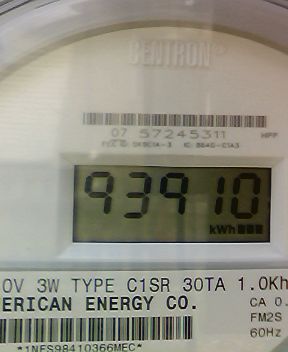 CENTRON
07 57245311 HPP
93910
kWh
0V 3W TYPE C1SR 30TA 1.0Kh
ERICAN ENERGY CO.
CA 0.
FM2S
60Hz
*1NFS98410366MEC*